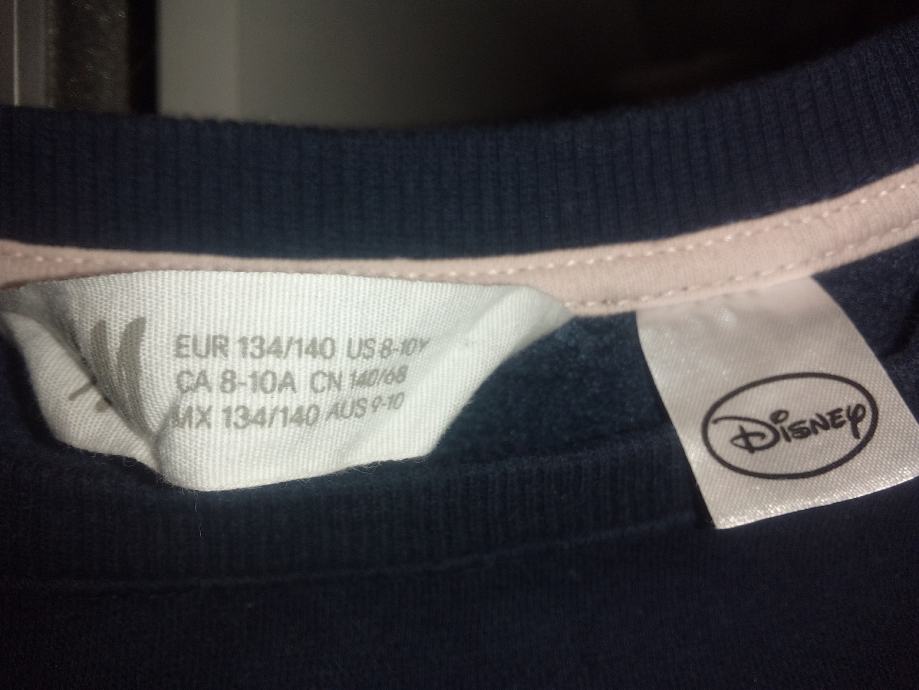 EUR 134/140 US 8-10Y
CA 8-10A CN 140/68
MX 134/140 AUS 9-10
Disney